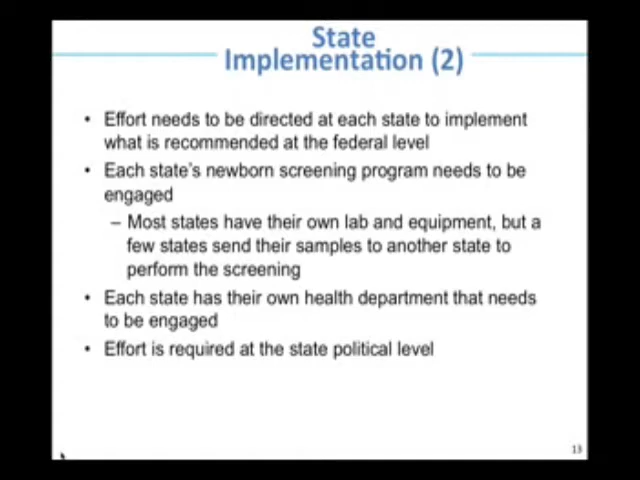 State
Implementation (2)
• Effort needs to be directed at each state to implement
what is recommended at the federal level
• Each state's newborn screening program needs to be
engaged
– Most states have their own lab and equipment, but a
few states send their samples to another state to
perform the screening
• Each state has their own health department that needs
to be engaged
• Effort is required at the state political level
13